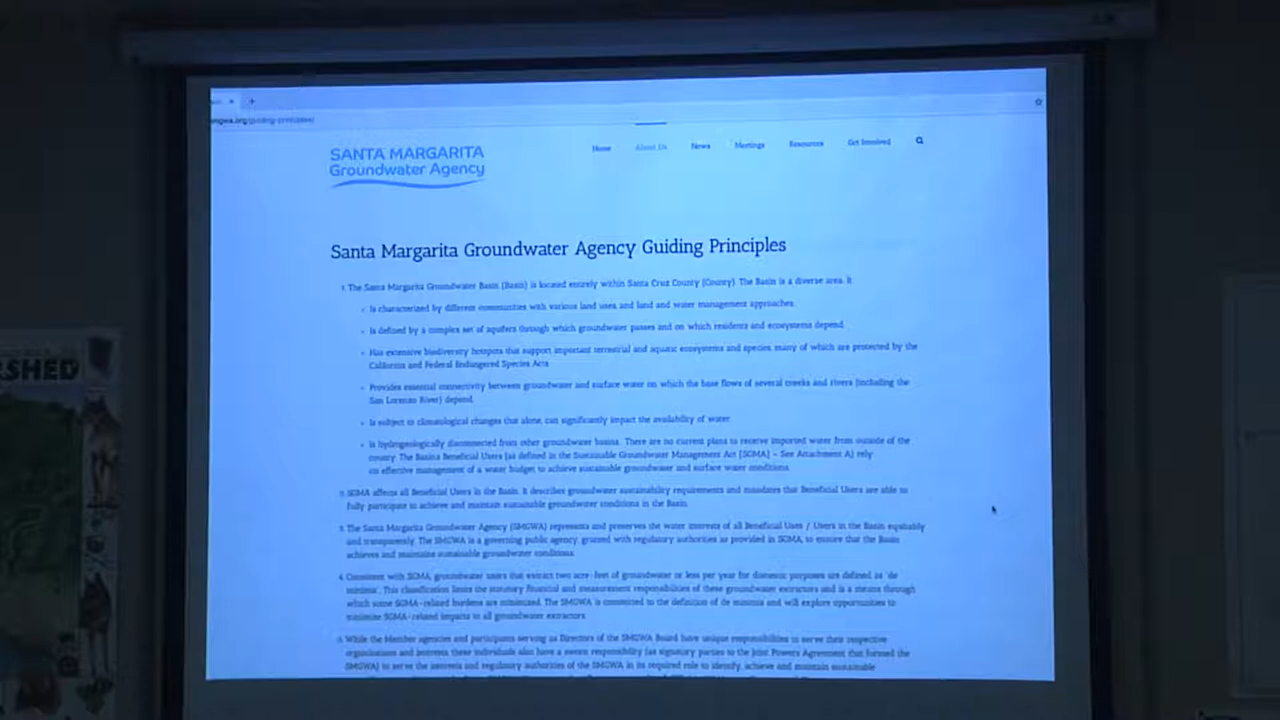 smgwa.org/guiding-principles/
SANTA MARGARITA
Groundwater Agency
Home About Us News Meetings Resources Get Involved
Santa Margarita Groundwater Agency Guiding Principles
1. The Santa Margarita Groundwater Basin (Basin) is located entirely within Santa Cruz County (County). The Basin is a diverse area. It
Is characterized by different communities with various land uses and land and water management approaches.
Is defined by a complex set of aquifers through which groundwater passes and on which residents and ecosystems depend.
Has extensive biodiversity hotspots that support important terrestrial and aquatic ecosystems and species, many of which are protected by the
California and Federal Endangered Species Acts.
Provides essential connectivity between groundwater and surface water on which the base flows of several creeks and rivers (including the
San Lorenzo River) depend.
Is subject to climatological changes that alone, can significantly impact the availability of water
Is hydrogeologically disconnected from other groundwater basins. There are no current plans to receive imported water from outside of the
county. The Basins Beneficial Users (as defined in the Sustainable Groundwater Management Act [SGMA] – See Attachment A) rely
on effective management of a water budget to achieve sustainable groundwater and surface water conditions.
2. SGMA affects all Beneficial Users in the Basin. It describes groundwater sustainability requirements and mandates that Beneficial Users are able to
fully participate to achieve and maintain sustainable groundwater conditions in the Basin.
3. The Santa Margarita Groundwater Agency (SMGWA) represents and preserves the water interests of all Beneficial Uses / Users in the Basin equitably
and transparently. The SMGWA is a governing public agency, granted with regulatory authorities as provided in SGMA, to ensure that the Basin
achieves and maintains sustainable groundwater conditions.
4. Consistent with SGMA, groundwater users that extract two acre-feet of groundwater or less per year for domestic purposes are defined as 'de
minimis'. This classification limits the statutory financial and measurement responsibilities of these groundwater extractors and is a means through
which some SGMA-related burdens are minimized. The SMGWA is committed to the definition of de minimis and will explore opportunities to
minimize SGMA-related impacts to all groundwater extractors.
5. While the Member agencies and participants serving as Directors of the SMGWA Board have unique responsibilities to serve their respective
organizations and interests, these individuals also have a sworn responsibility (as signatory parties to the Joint Powers Agreement that formed the
SMGWA) to serve the interests and regulatory authorities of the SMGWA in its required role to identify, achieve and maintain sustainable